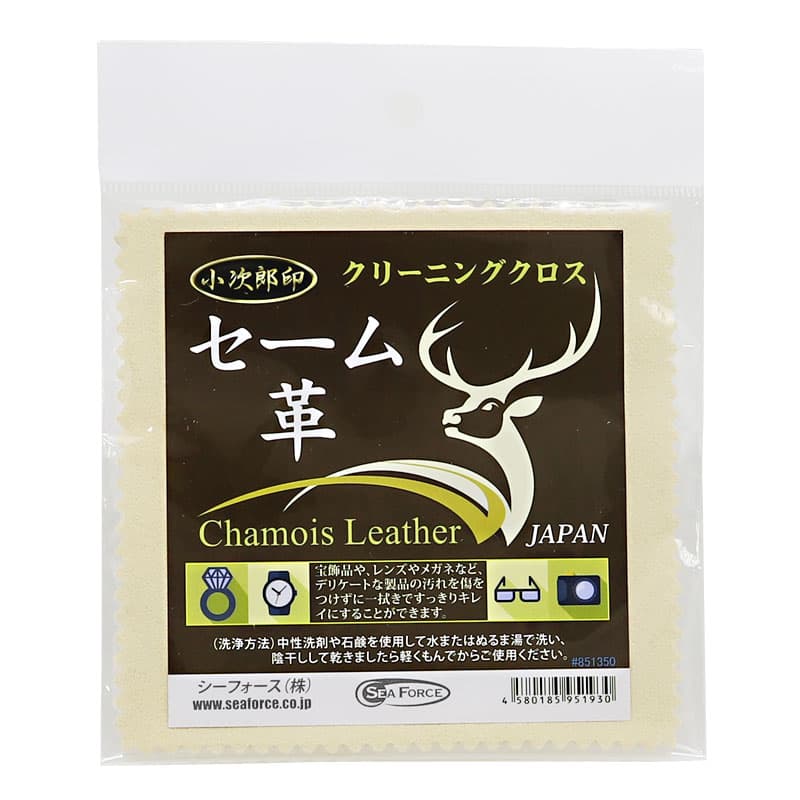 小次郎印
クリーニングクロス
セーム
革
Chamois Leather
JAPAN
宝飾品や、レンズやメガネなど、
デリケートな製品の汚れを傷を
つけずに一拭きですっきりキレ
イにすることができます。
(洗浄方法)中性洗剤や石鹸を使用して水またはぬるま湯で洗い、
陰干しして乾きましたら軽くもんでからご使用ください。
#851350
シーフォース(株)
www.seaforce.co.jp
SEA FORCE
4 580185 951930